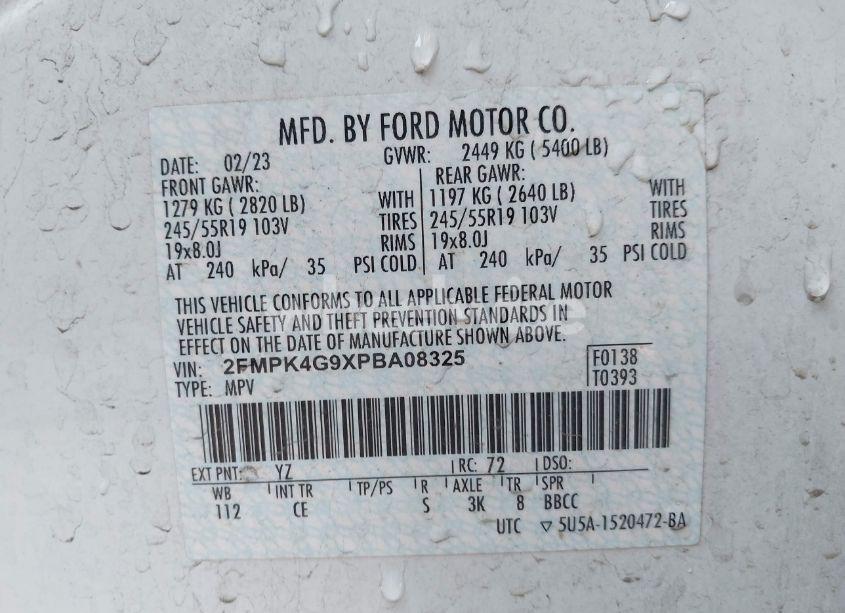 MFD. BY FORD MOTOR CO.
DATE: 02/23 GVWR: 2449 KG ( 5400 LB)
FRONT GAWR: REAR GAWR:
1279 KG ( 2820 LB) WITH 1197 KG ( 2640 LB) WITH
245/55R19 103V TIRES 245/55R19 103V TIRES
19x8.0J RIMS 19x8.0J RIMS
AT 240 kPa/ 35 PSI COLD AT 240 kPa/ 35 PSI COLD
THIS VEHICLE CONFORMS TO ALL APPLICABLE FEDERAL MOTOR
VEHICLE SAFETY AND THEFT PREVENTION STANDARDS IN
EFFECT ON THE DATE OF MANUFACTURE SHOWN ABOVE.
VIN: 2FMPK4G9XPBA08325 F0138
TYPE: MPV T0393
EXT PNT: YZ RC: 72 DSO:
WB INT TR TP/PS R AXLE TR SPR
112 CE S 3K 8 BBCC
UTC ▽ 5U5A-1520472-BA